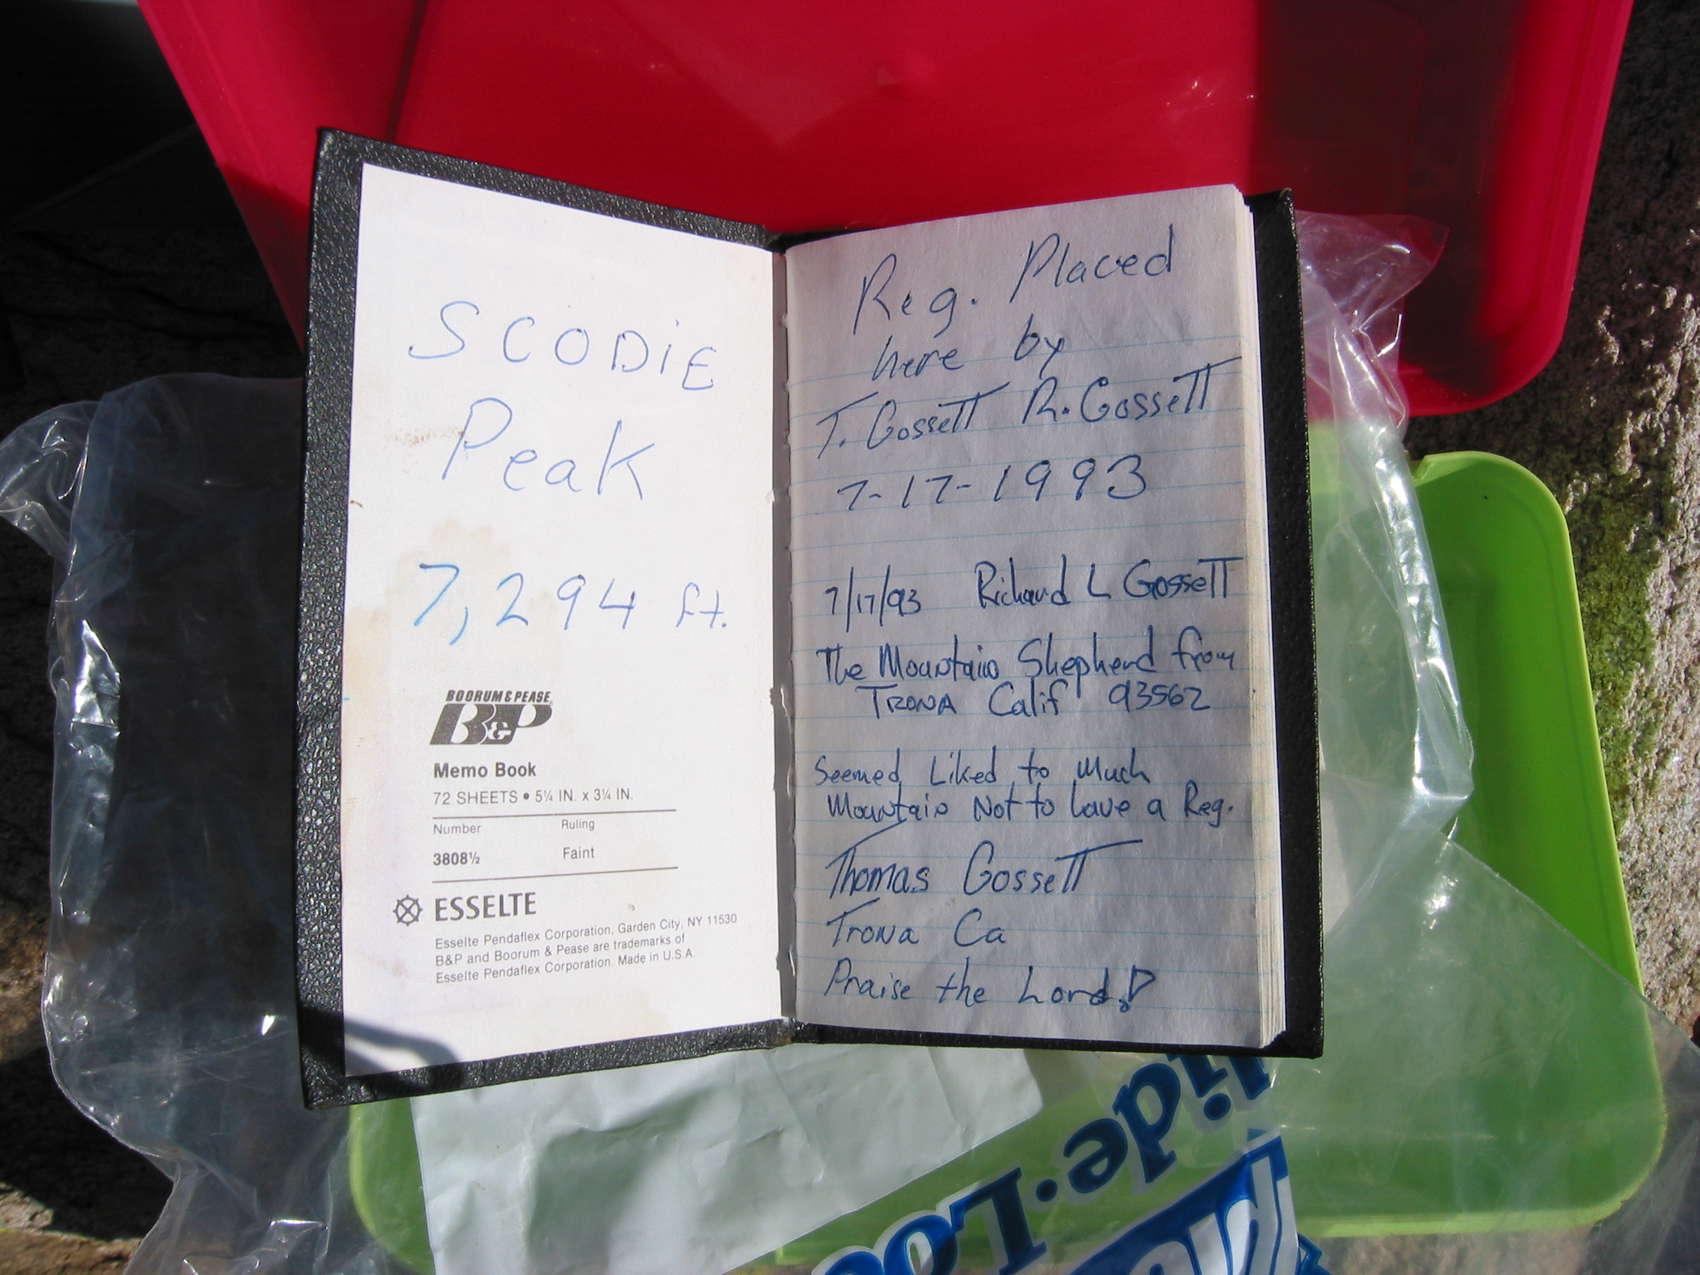 SCODiE
Peak
7,294 ft.
BOORUM & PEASE
B&P
Memo Book
72 SHEETS • 5¼ IN. x 3¼ IN.
Number Ruling
3808½ Faint
ESSELTE
Esselte Pendaflex Corporation, Garden City, NY 11530
B&P and Boorum & Pease are trademarks of
Esselte Pendaflex Corporation. Made in U.S.A.
Reg. Placed
here by
T. Gossett R. Gossett
7-17-1993
7/17/93 Richard L Gossett
The Mountain Shepherd from
TRONA Calif 93562
Seemed Liked to Much
Mountain Not to Leave a Reg.
Thomas Gossett
Trona Ca
Praise the Lord!
ide·Loc